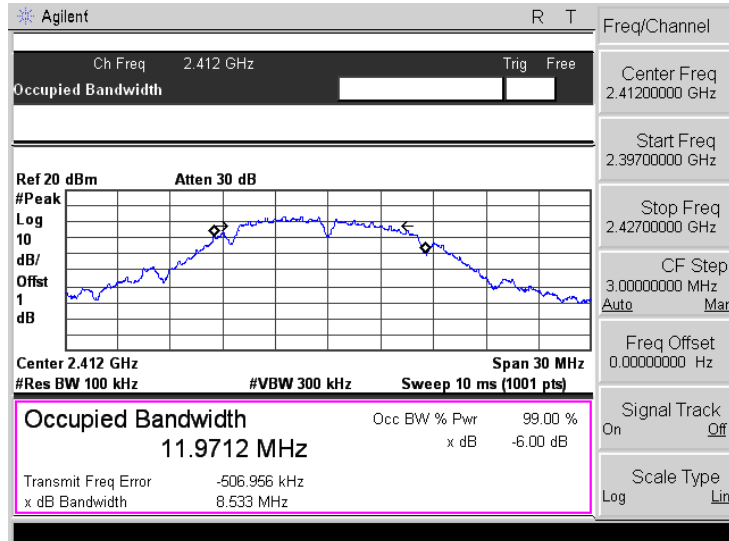 Agilent
R T
Ch Freq 2.412 GHz Trig Free
Occupied Bandwidth
Ref 20 dBm Atten 30 dB
#Peak
Log
10
dB/
Offst
1
dB
Center 2.412 GHz Span 30 MHz
#Res BW 100 kHz #VBW 300 kHz Sweep 10 ms (1001 pts)
Occupied Bandwidth Occ BW % Pwr 99.00 %
11.9712 MHz x dB -6.00 dB
Transmit Freq Error -506.956 kHz
x dB Bandwidth 8.533 MHz
Freq/Channel
Center Freq
2.41200000 GHz
Start Freq
2.39700000 GHz
Stop Freq
2.42700000 GHz
CF Step
3.00000000 MHz
Auto Man
Freq Offset
0.00000000 Hz
Signal Track
On Off
Scale Type
Log Lin